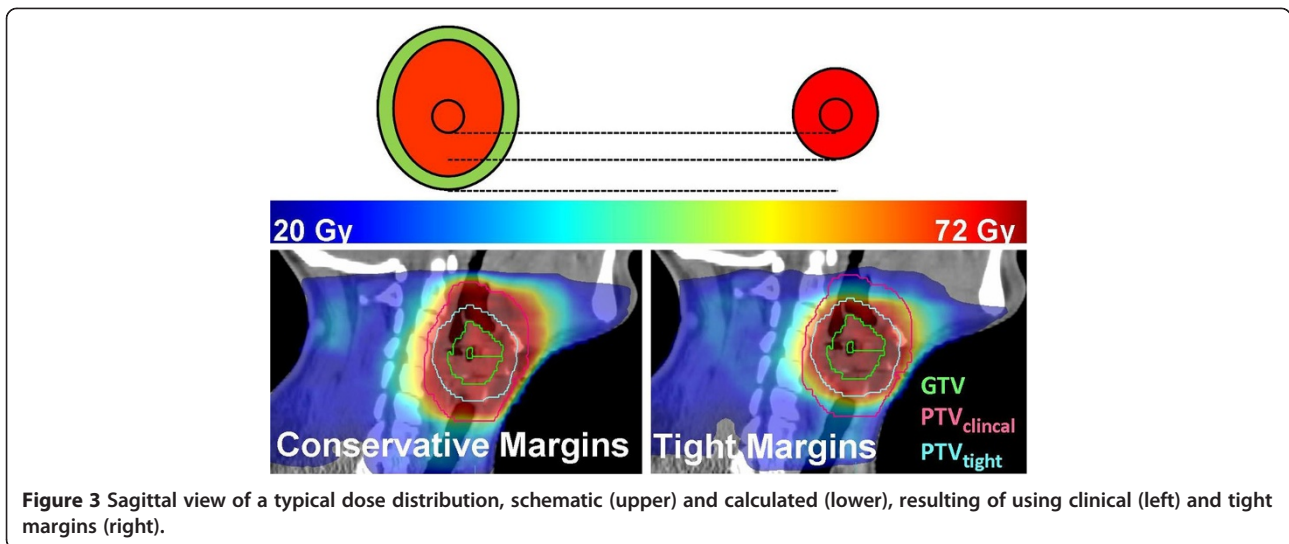 20 Gy 72 Gy
Conservative Margins Tight Margins
GTV
PTVclincal
PTVtight
Figure 3 Sagittal view of a typical dose distribution, schematic (upper) and calculated (lower), resulting of using clinical (left) and tight
margins (right).